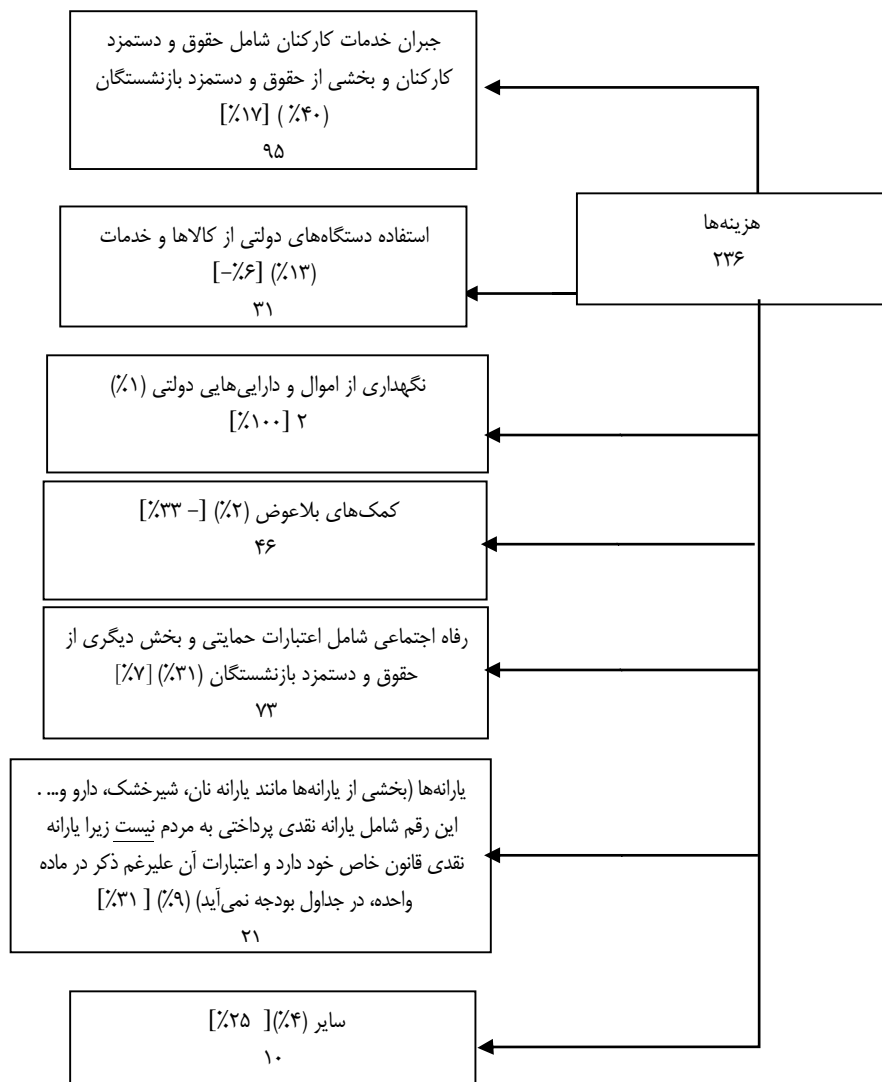 جبران خدمات کارکنان شامل حقوق و دستمزد
کارکنان و بخشی از حقوق و دستمزد بازنشستگان
(۴۰٪ ) [۱۷٪]
۹۵
هزینه‌ها
۲۳۶
استفاده دستگاه‌های دولتی از کالاها و خدمات
(۱۳٪) [۶٪–]
۳۱
نگهداری از اموال و دارایی‌هایی دولتی (۱٪)
۲ [۱۰۰٪]
کمک‌های بلاعوض (۲٪) [– ۳۳٪]
۴۶
رفاه اجتماعی شامل اعتبارات حمایتی و بخش دیگری از
حقوق و دستمزد بازنشستگان (۳۱٪) [۷٪]
۷۳
یارانه‌ها (بخشی از یارانه‌ها مانند یارانه نان، شیرخشک، دارو و... .
این رقم شامل یارانه نقدی پرداختی به مردم نیست زیرا یارانه
نقدی قانون خاص خود دارد و اعتبارات آن علیرغم ذکر در ماده
واحده، در جداول بودجه نمی‌آید) (۹٪) [ ۳۱٪]
۲۱
سایر (۴٪)[ ۲۵٪]
۱۰